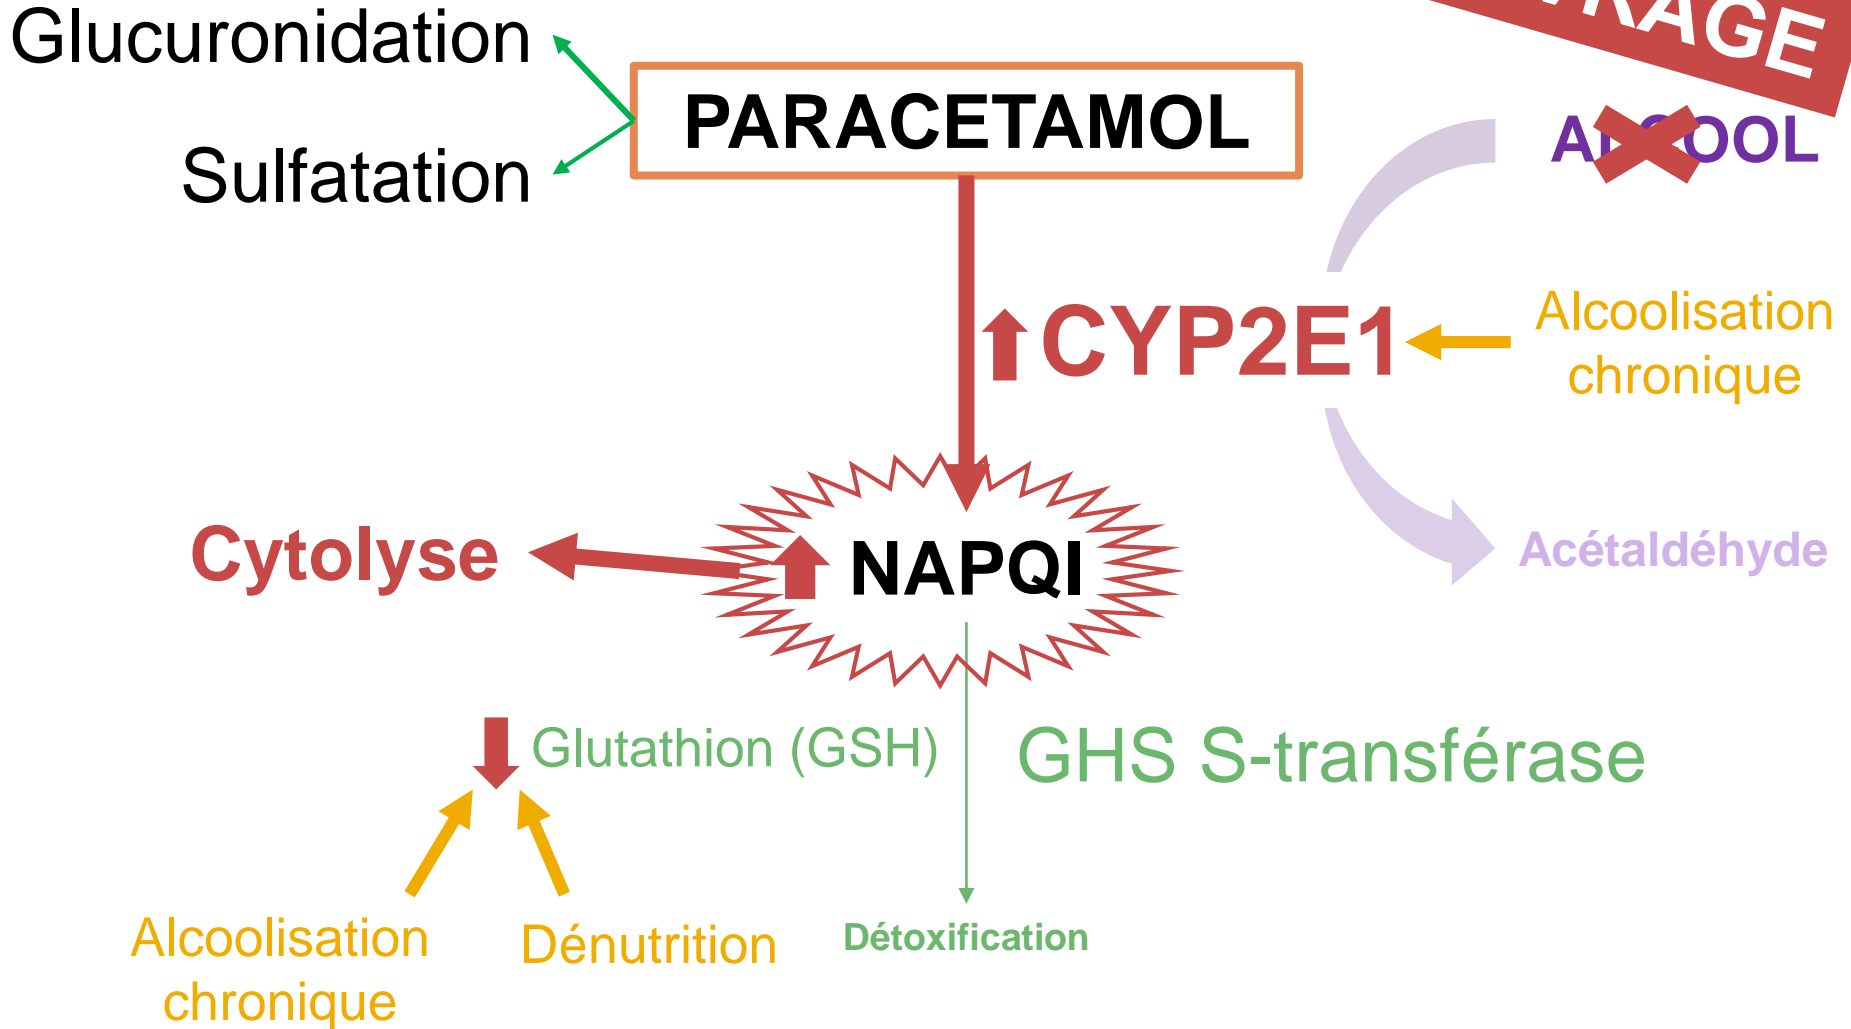 Glucuronidation
Sulfatation
PARACETAMOL
CYP2E1
Alcoolisation
chronique
Cytolyse
NAPQI
Acétaldéhyde
Glutathion (GSH)
GHS S-transférase
Alcoolisation
chronique
Dénutrition
Détoxification